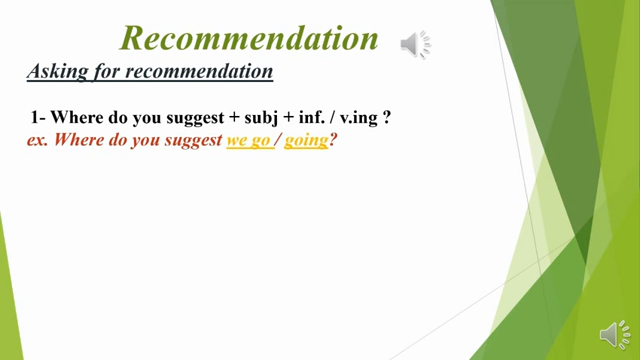 Recommendation
Asking for recommendation
1- Where do you suggest + subj + inf. / v.ing ?
ex. Where do you suggest we go / going?